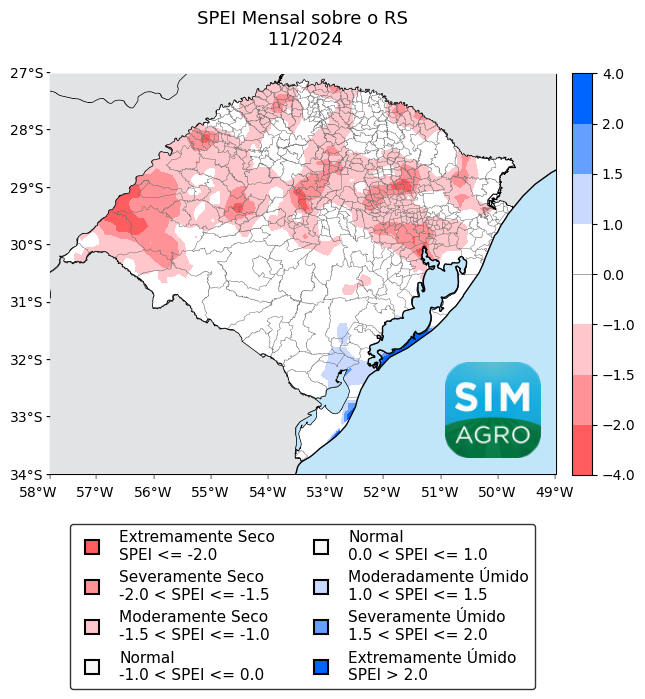 SPEI Mensal sobre o RS
11/2024
27°S
28°S
29°S
30°S
31°S
32°S
33°S
34°S
58°W 57°W 56°W 55°W 54°W 53°W 52°W 51°W 50°W 49°W
4.0
2.0
1.5
1.0
0.0
−1.0
−1.5
−2.0
−4.0
SIM
AGRO
Extremamente Seco
SPEI <= -2.0
Severamente Seco
-2.0 < SPEI <= -1.5
Moderamente Seco
-1.5 < SPEI <= -1.0
Normal
-1.0 < SPEI <= 0.0
Normal
0.0 < SPEI <= 1.0
Moderadamente Úmido
1.0 < SPEI <= 1.5
Severamente Úmido
1.5 < SPEI <= 2.0
Extremamente Úmido
SPEI > 2.0